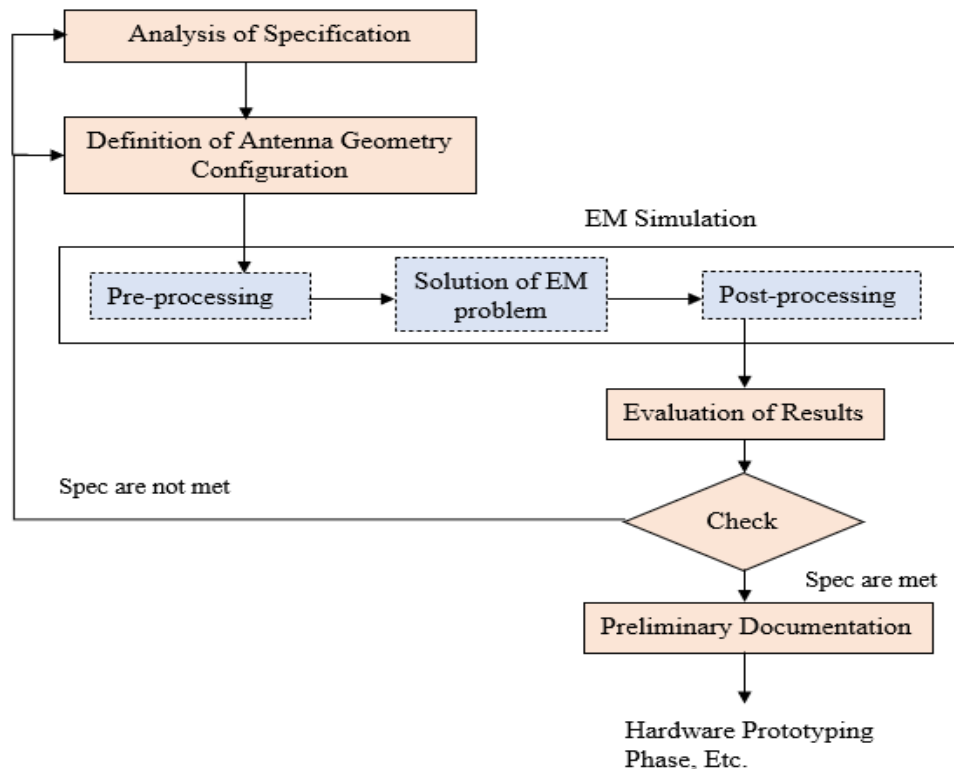 Analysis of Specification
Definition of Antenna Geometry
Configuration
EM Simulation
Pre-processing
Solution of EM
problem
Post-processing
Evaluation of Results
Spec are not met
Check
Spec are met
Preliminary Documentation
Hardware Prototyping
Phase, Etc.